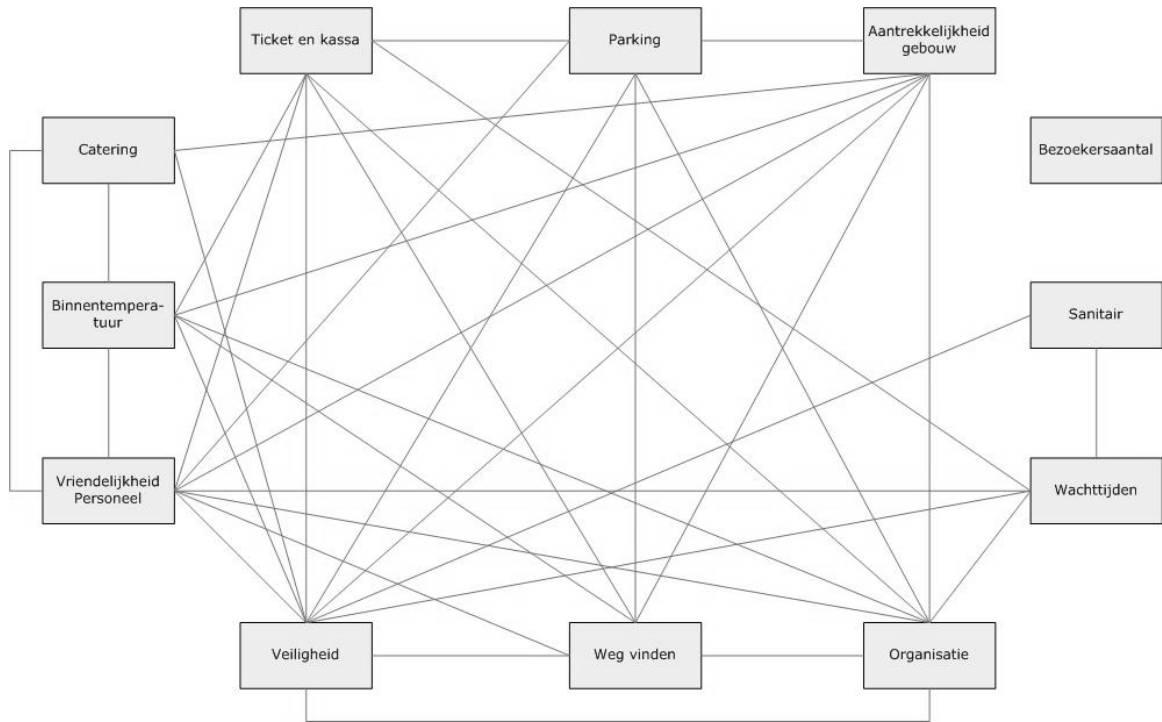 Ticket en kassa
Parking
Aantrekkelijkheid
gebouw
Catering
Bezoekersaantal
Binnentempera-
tuur
Sanitair
Vriendelijkheid
Personeel
Wachttijden
Veiligheid
Weg vinden
Organisatie